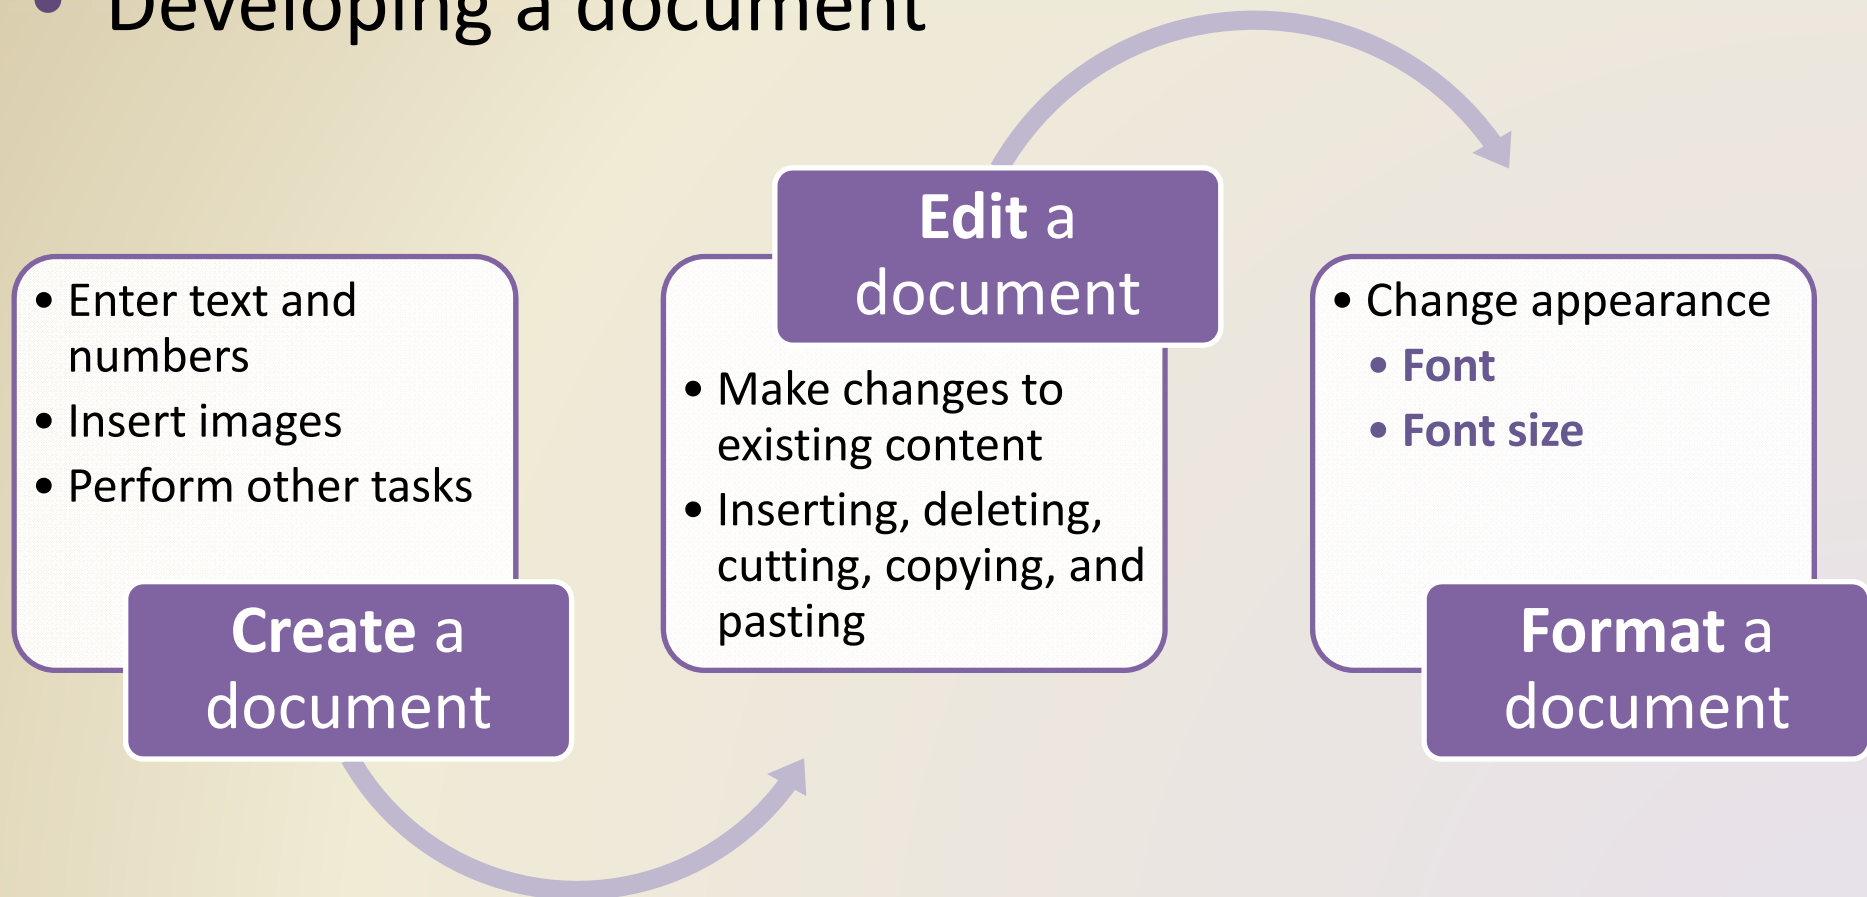 • Developing a document
• Enter text and
numbers
• Insert images
• Perform other tasks
Create a
document
Edit a
document
• Make changes to
existing content
• Inserting, deleting,
cutting, copying, and
pasting
• Change appearance
• Font
• Font size
Format a
document